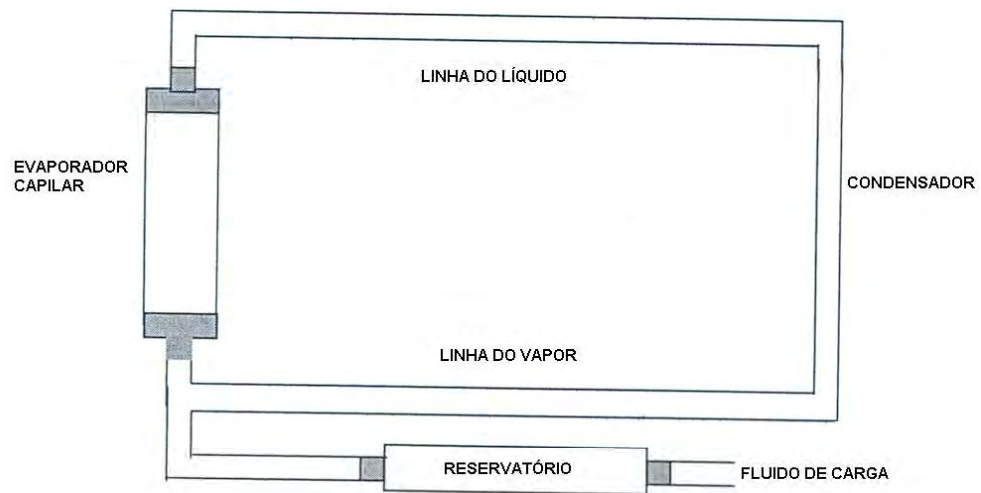 LINHA DO LÍQUIDO
EVAPORADOR
CAPILAR
CONDENSADOR
LINHA DO VAPOR
RESERVATÓRIO
FLUIDO DE CARGA